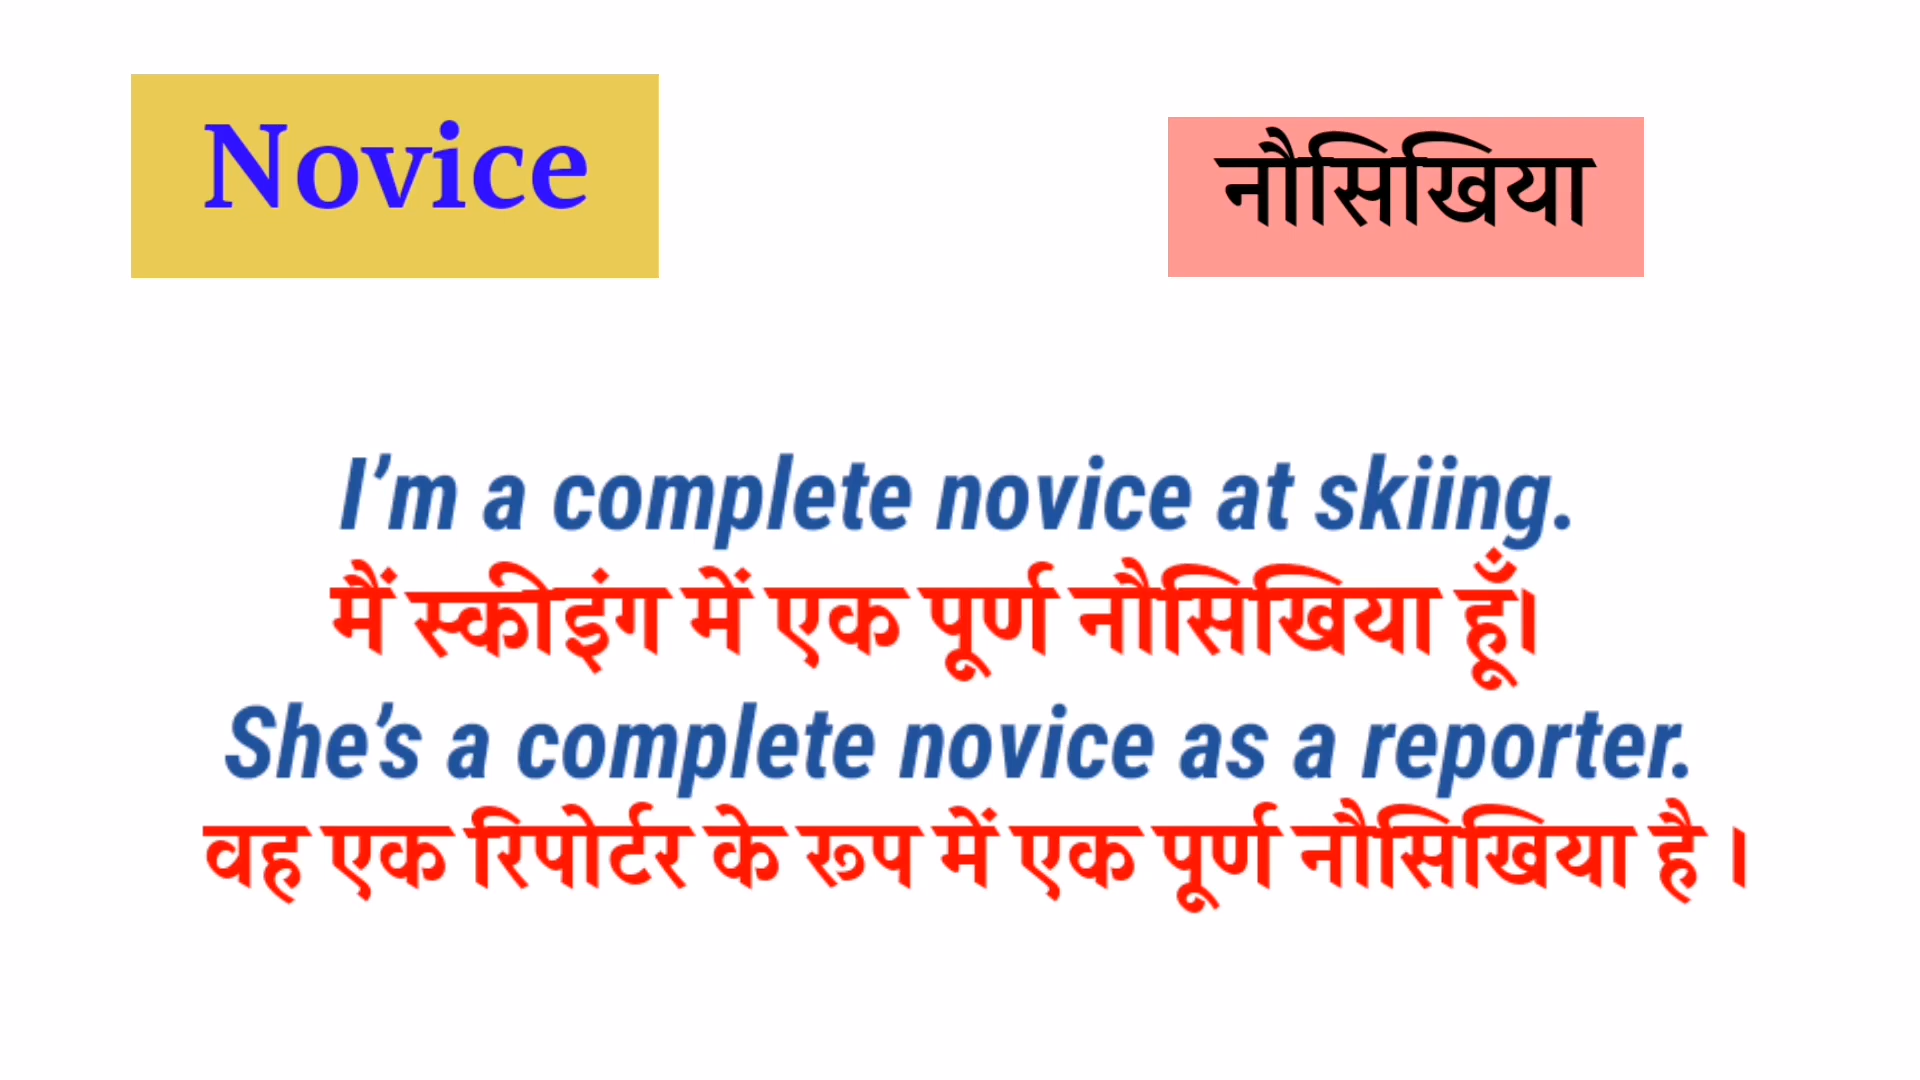 Novice
नौसिखिया
I’m a complete novice at skiing.
मैं स्कीइंग में एक पूर्ण नौसिखिया हूँ।
She’s a complete novice as a reporter.
वह एक रिपोर्टर के रूप में एक पूर्ण नौसिखिया है ।